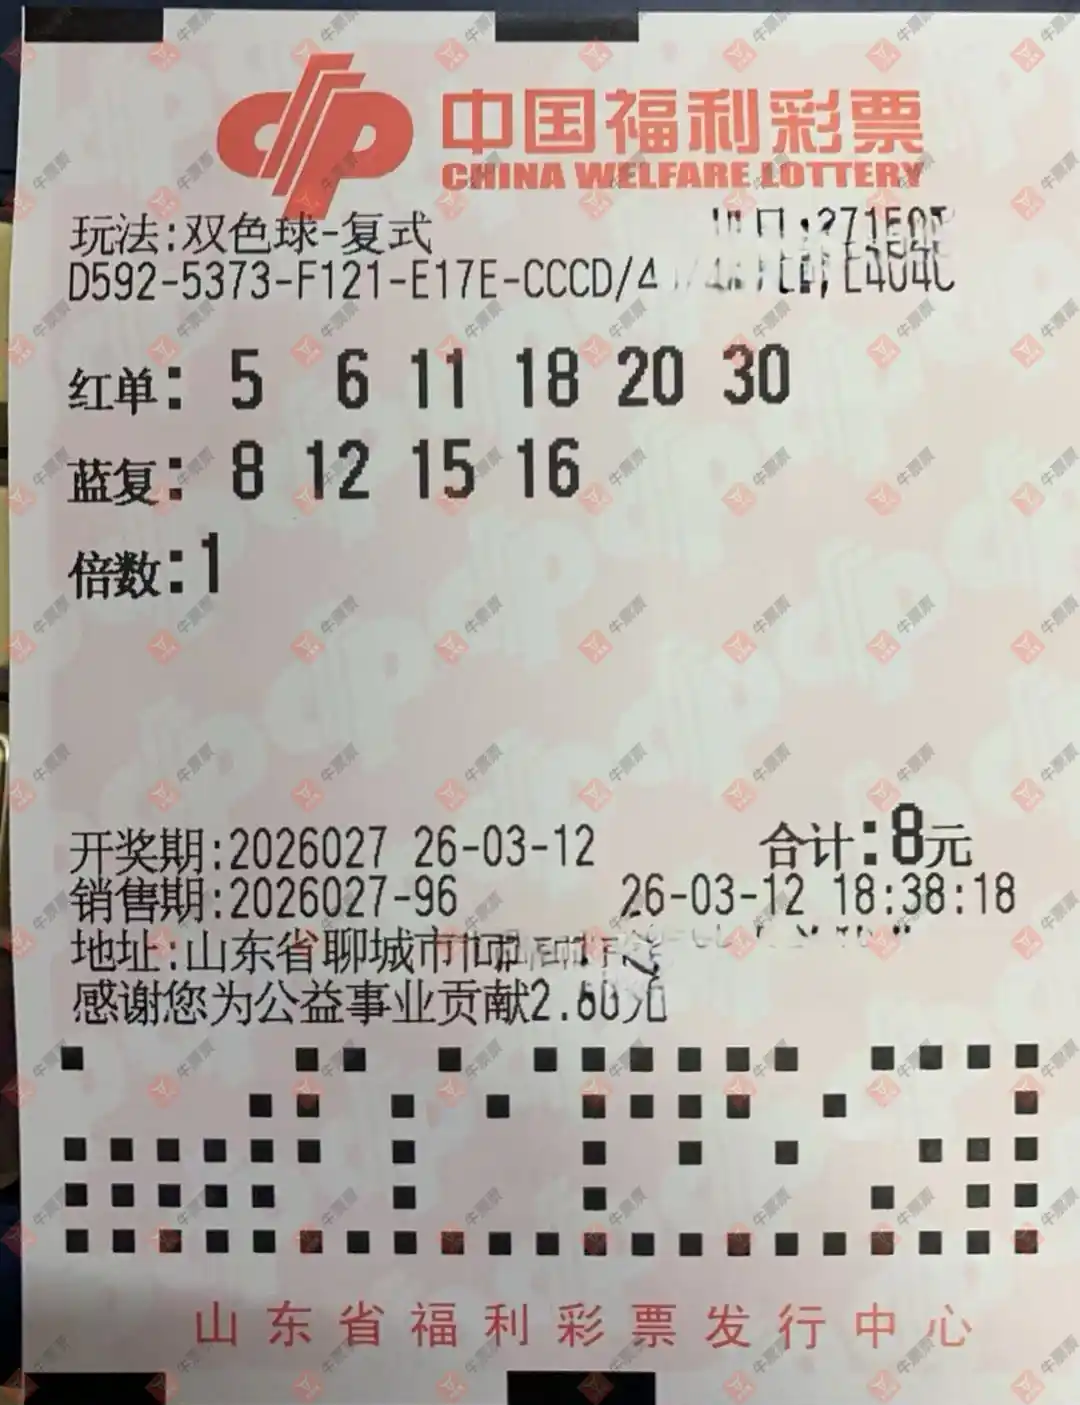 中国福利彩票
CHINA WELFARE LOTTERY
玩法:双色球-复式
D592-5373-F121-E17E-CCCD/4
红单: 5 6 11 18 20 30
蓝复: 8 12 15 16
倍数:1
开奖期:2026027 26-03-12 合计:8元
销售期:2026027-96 26-03-12 18:38:18
地址:山东省聊城市
感谢您为公益事业贡献2.
山东省福利彩票发行中心
牛票票